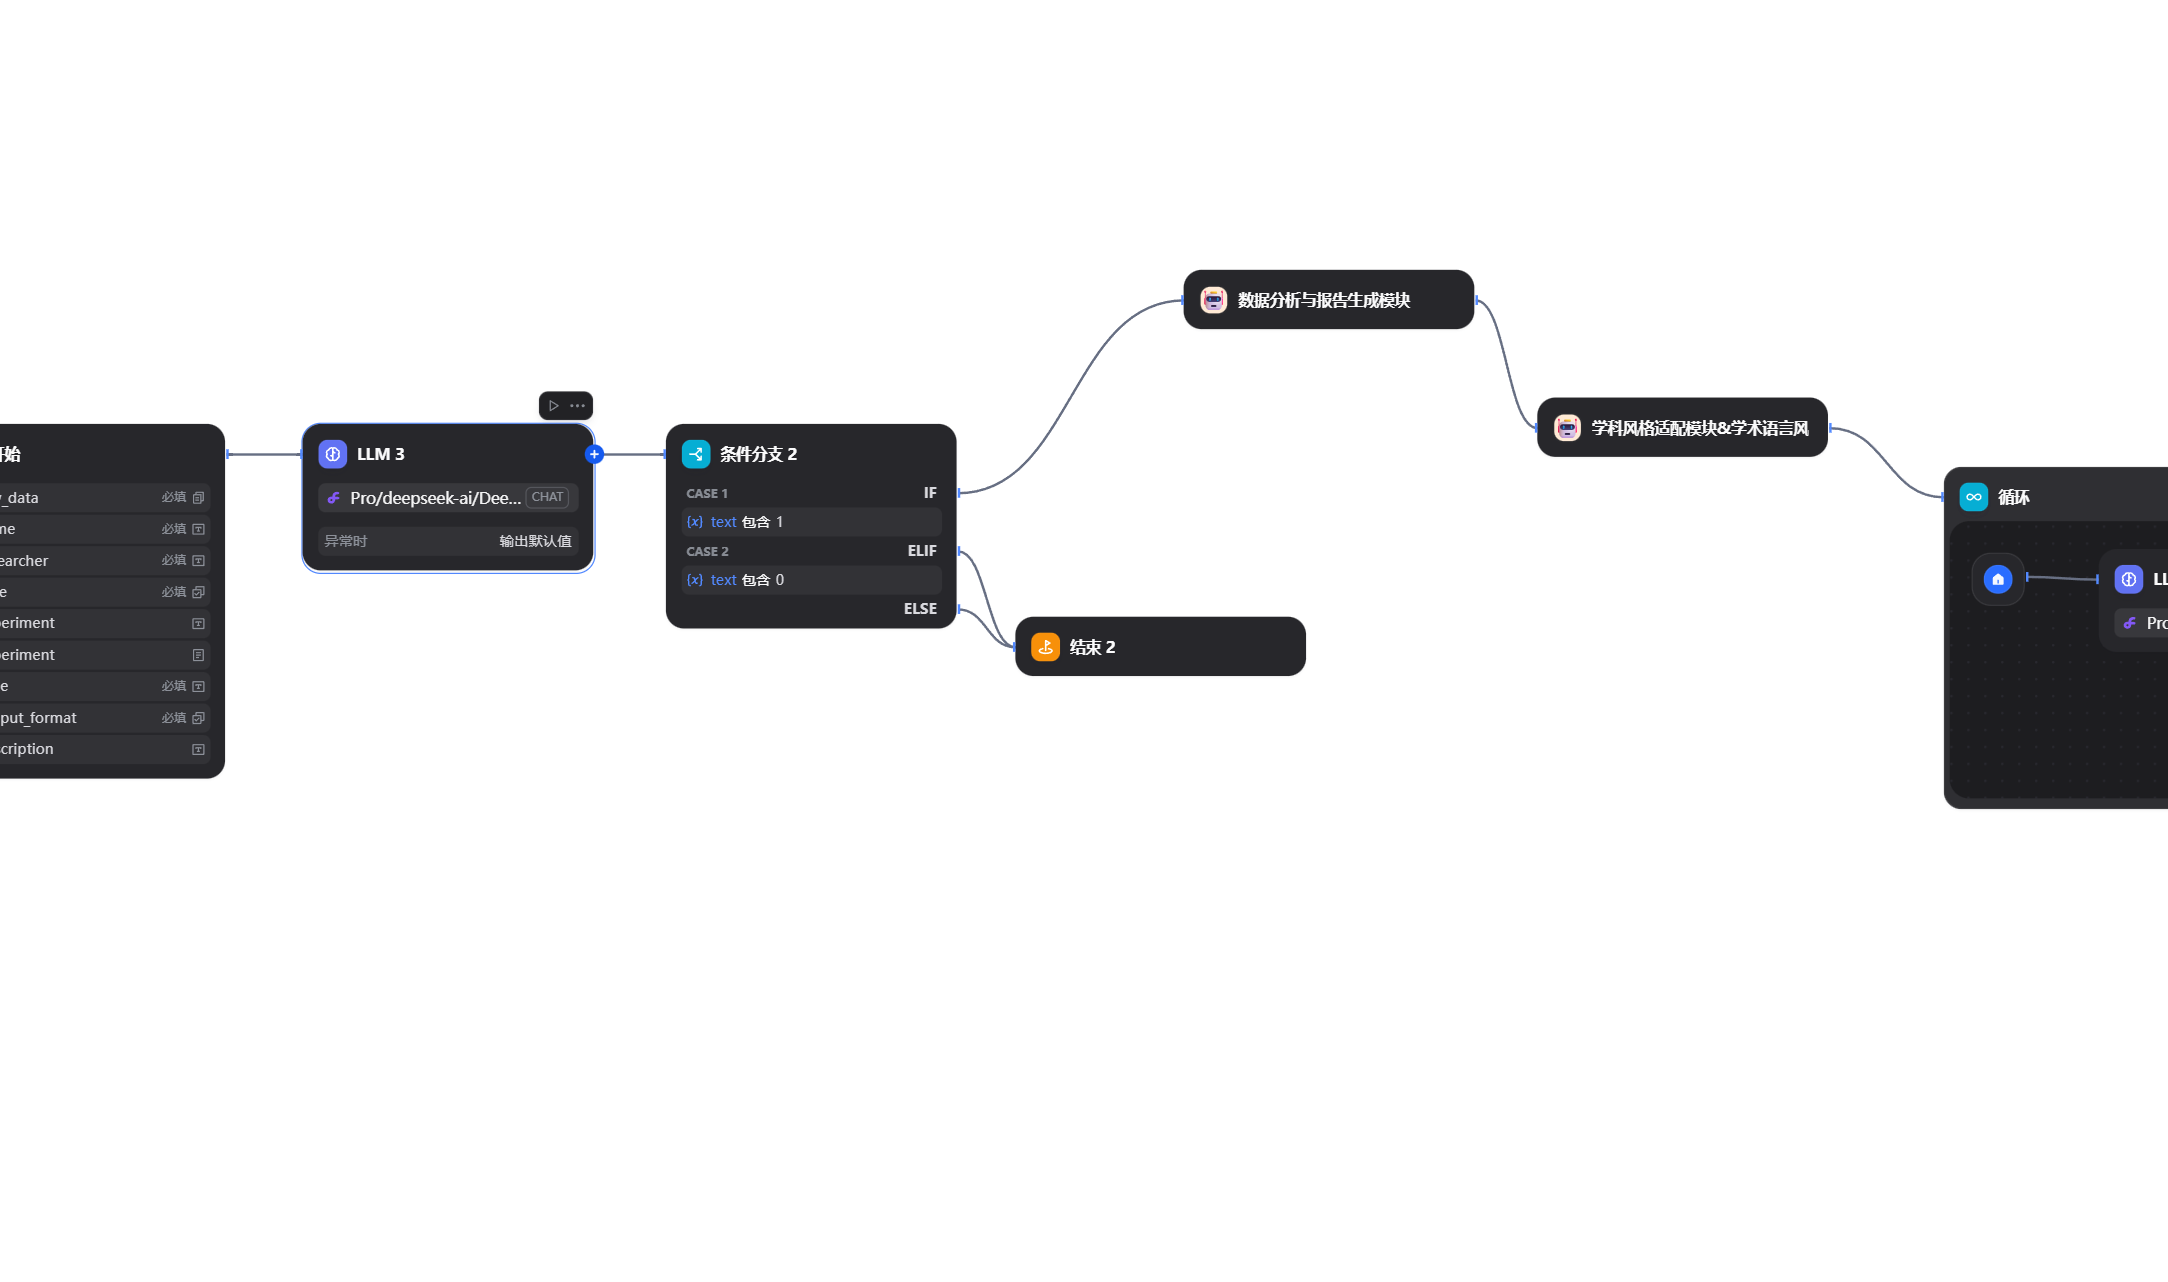 始
_data
必填
me
必填
earcher
必填
e
必填
periment
periment
e
必填
put_format
必填
scription
LLM 3
Pro/deepseek-ai/Dee...
CHAT
异常时
输出默认值
条件分支 2
CASE 1
IF
{x} text 包含 1
CASE 2
ELIF
{x} text 包含 0
ELSE
结束 2
数据分析与报告生成模块
学科风格适配模块&学术语言风
循环
LL
Pro